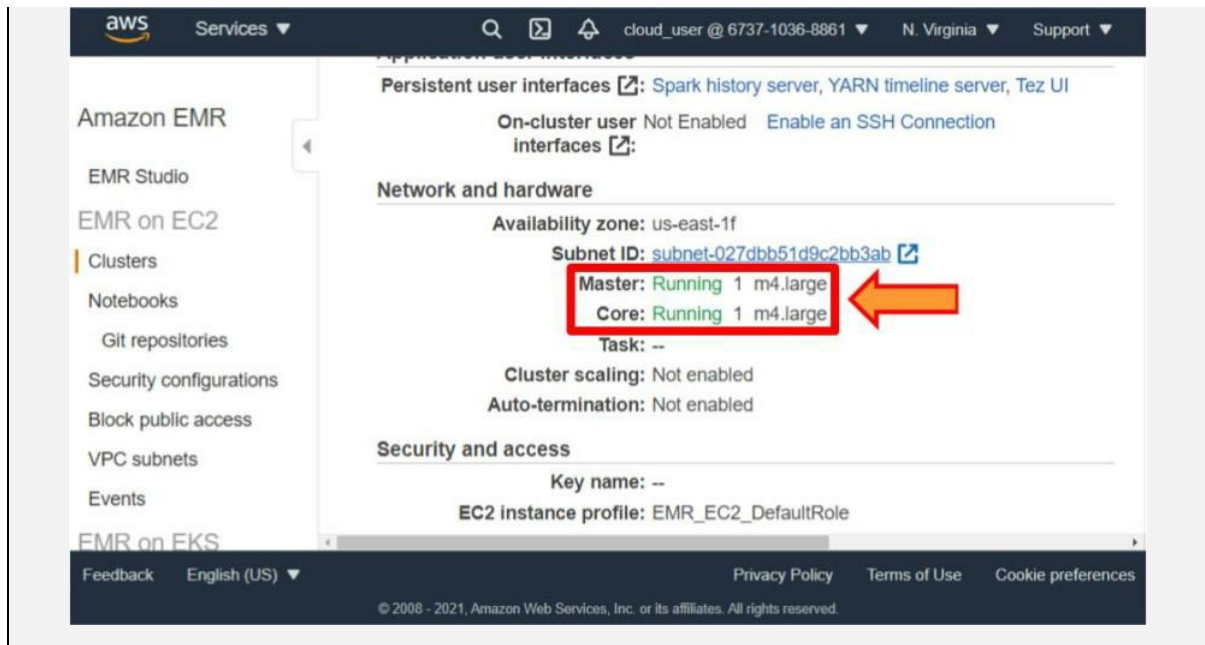 aws Services ▼ cloud_user @ 6737-1036-8861 ▼ N. Virginia ▼ Support ▼
Persistent user interfaces : Spark history server, YARN timeline server, Tez UI
Amazon EMR
On-cluster user interfaces : Not Enabled Enable an SSH Connection
EMR Studio
Network and hardware
EMR on EC2
Availability zone: us-east-1f
Clusters
Subnet ID: subnet-027dbb51d9c2bb3ab
Master: Running 1 m4.large
Notebooks
Core: Running 1 m4.large
Git repositories
Task: --
Security configurations
Cluster scaling: Not enabled
Auto-termination: Not enabled
Block public access
Security and access
VPC subnets
Key name: --
Events
EC2 instance profile: EMR_EC2_DefaultRole
EMR on EKS
Feedback English (US) ▼ Privacy Policy Terms of Use Cookie preferences
© 2008 - 2021, Amazon Web Services, Inc. or its affiliates. All rights reserved.